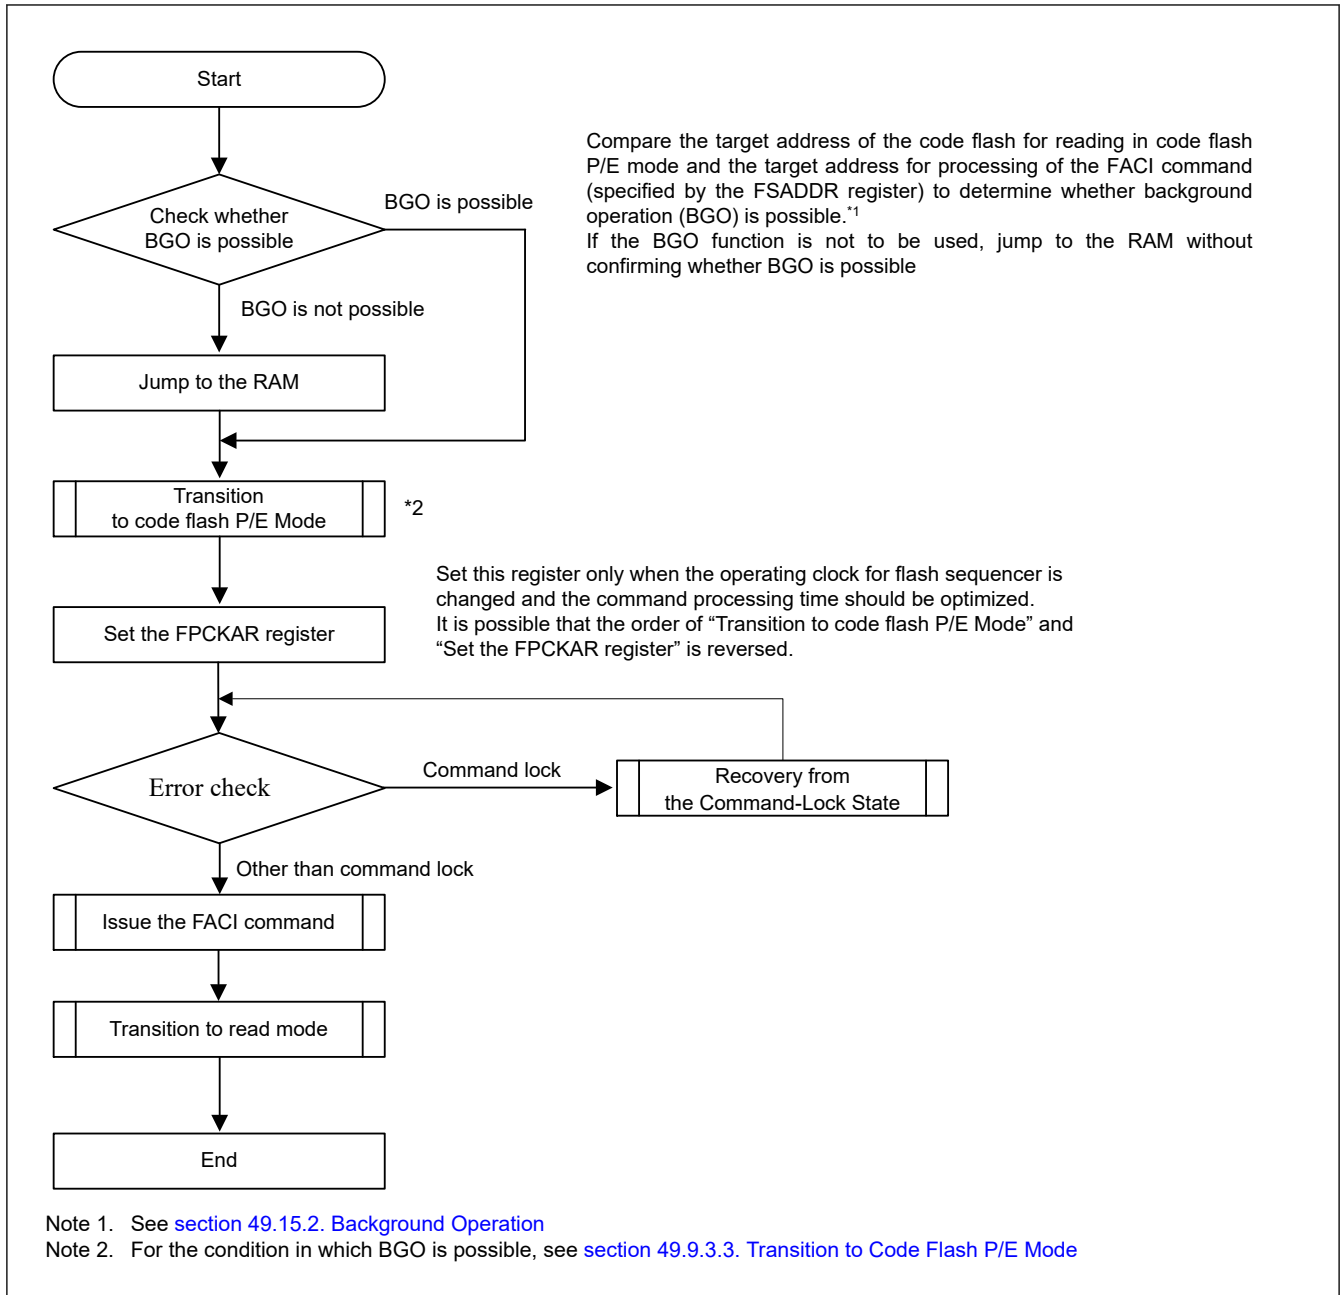 Start
Compare the target address of the code flash for reading in code flash
P/E mode and the target address for processing of the FACI command
(specified by the FSADDR register) to determine whether background
operation (BGO) is possible.*1
If the BGO function is not to be used, jump to the RAM without
confirming whether BGO is possible
Check whether
BGO is possible
BGO is possible
BGO is not possible
Jump to the RAM
Transition
to code flash P/E Mode
*2
Set the FPCKAR register
Set this register only when the operating clock for flash sequencer is
changed and the command processing time should be optimized.
It is possible that the order of “Transition to code flash P/E Mode” and
“Set the FPCKAR register” is reversed.
Error check
Command lock
Recovery from
the Command-Lock State
Other than command lock
Issue the FACI command
Transition to read mode
End
Note 1. See section 49.15.2. Background Operation
Note 2. For the condition in which BGO is possible, see section 49.9.3.3. Transition to Code Flash P/E Mode